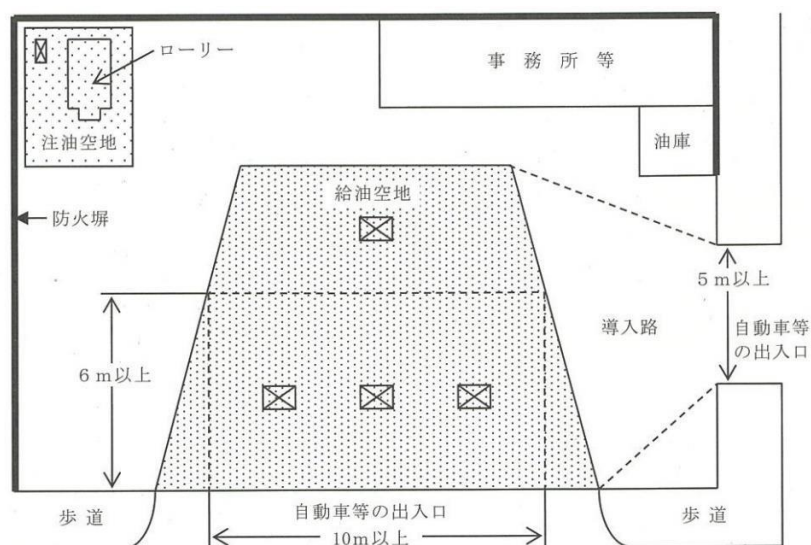 ローリー
事務所等
注油空地
油庫
給油空地
防火塀
5m以上
導入路
自動車等
の出入口
6m以上
歩道
自動車等の出入口
10m以上
歩道